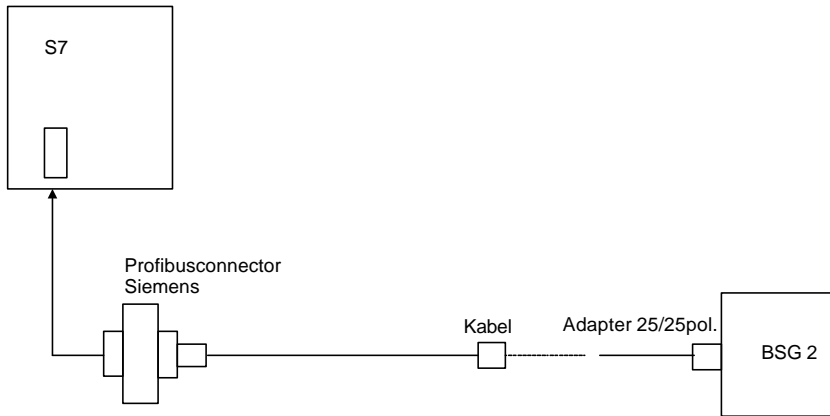 S7
Profibusconnector
Siemens
Kabel
Adapter 25/25pol.
BSG 2